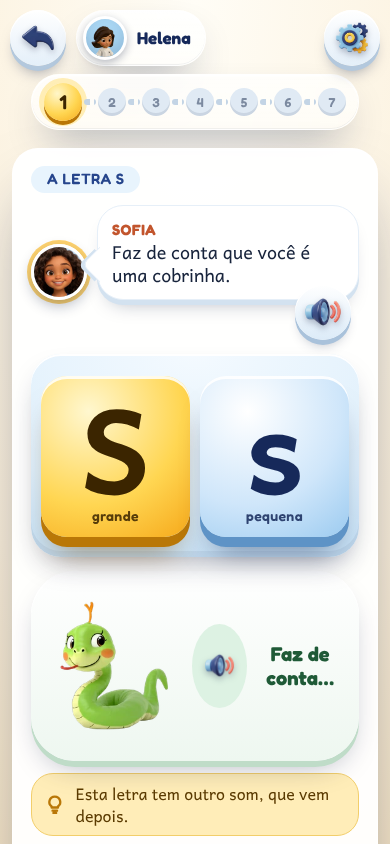 Helena
1 2 3 4 5 6 7
A LETRA S
SOFIA
Faz de conta que você é
uma cobrinha.
S s
grande pequena
Faz de
conta...
Esta letra tem outro som, que vem
depois.